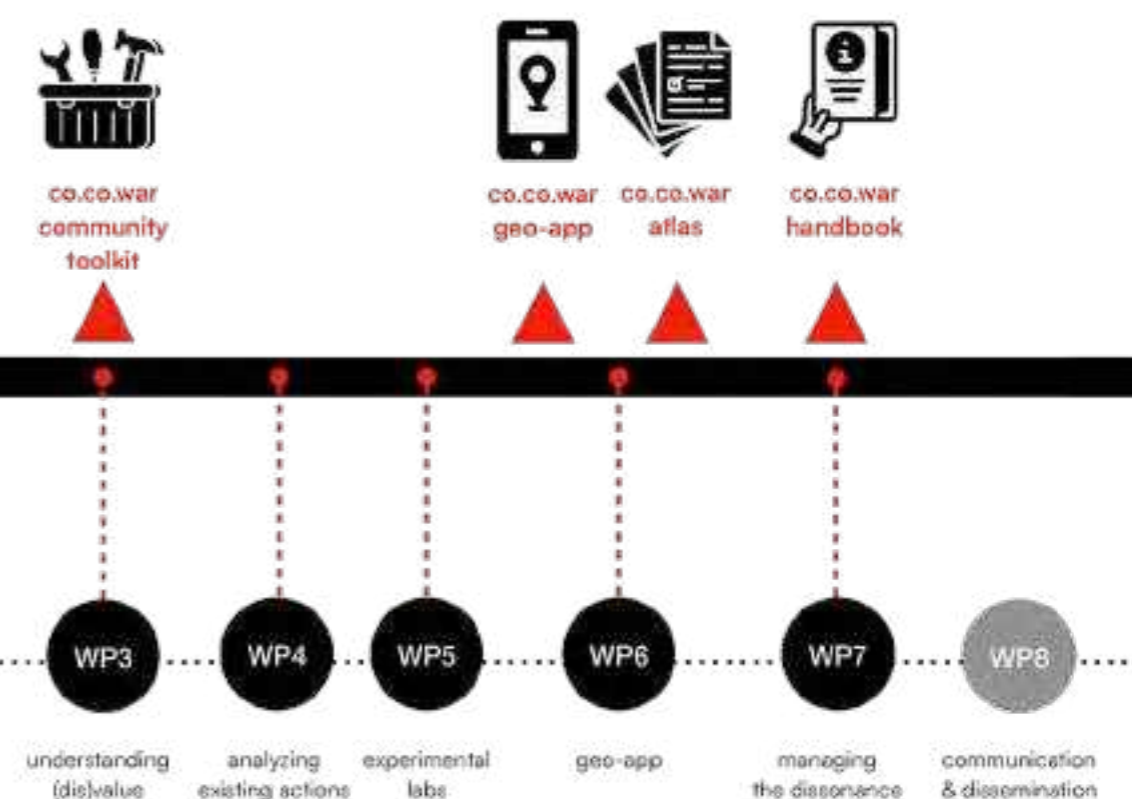 co.co.war
community
toolkit
co.co.war
geo-app
co.co.war
atlas
co.co.war
handbook
WP3
WP4
WP5
WP6
WP7
WP8
understanding
(dis)value
analyzing
existing actions
experimental
labs
geo-app
managing
the dissonance
communication
& dissemination